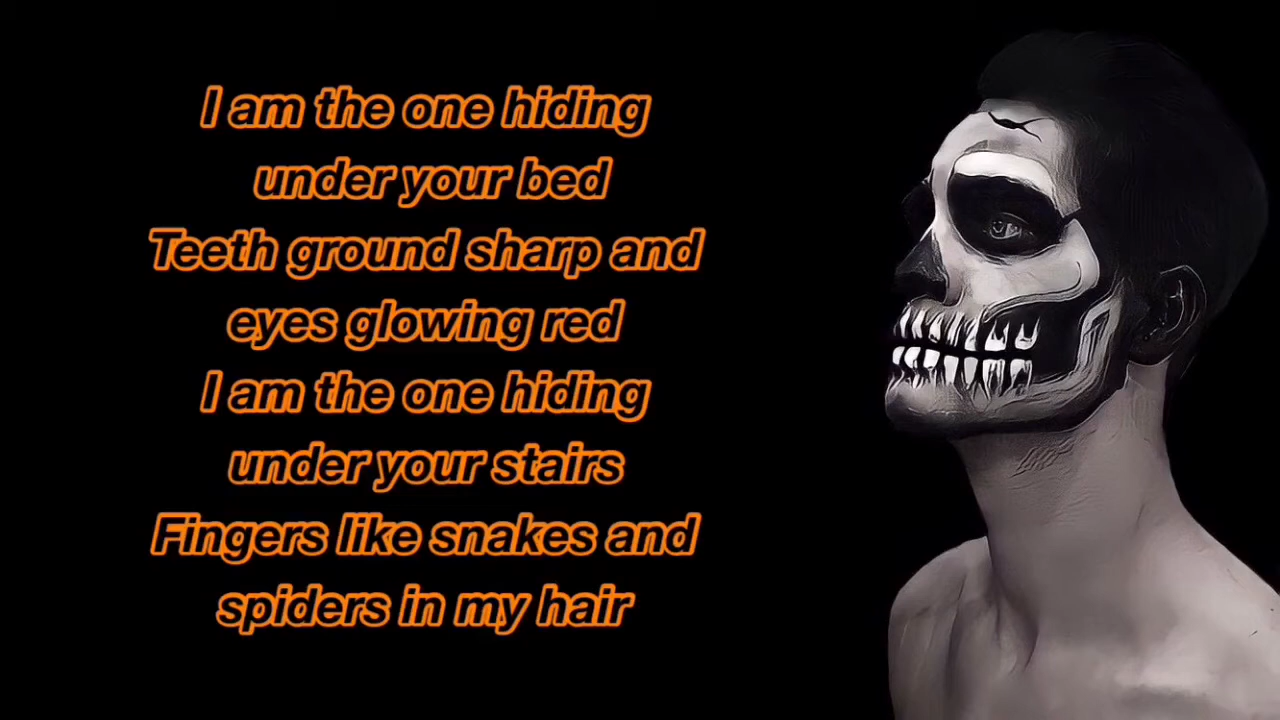 I am the one hiding
under your bed
Teeth ground sharp and
eyes glowing red
I am the one hiding
under your stairs
Fingers like snakes and
spiders in my hair